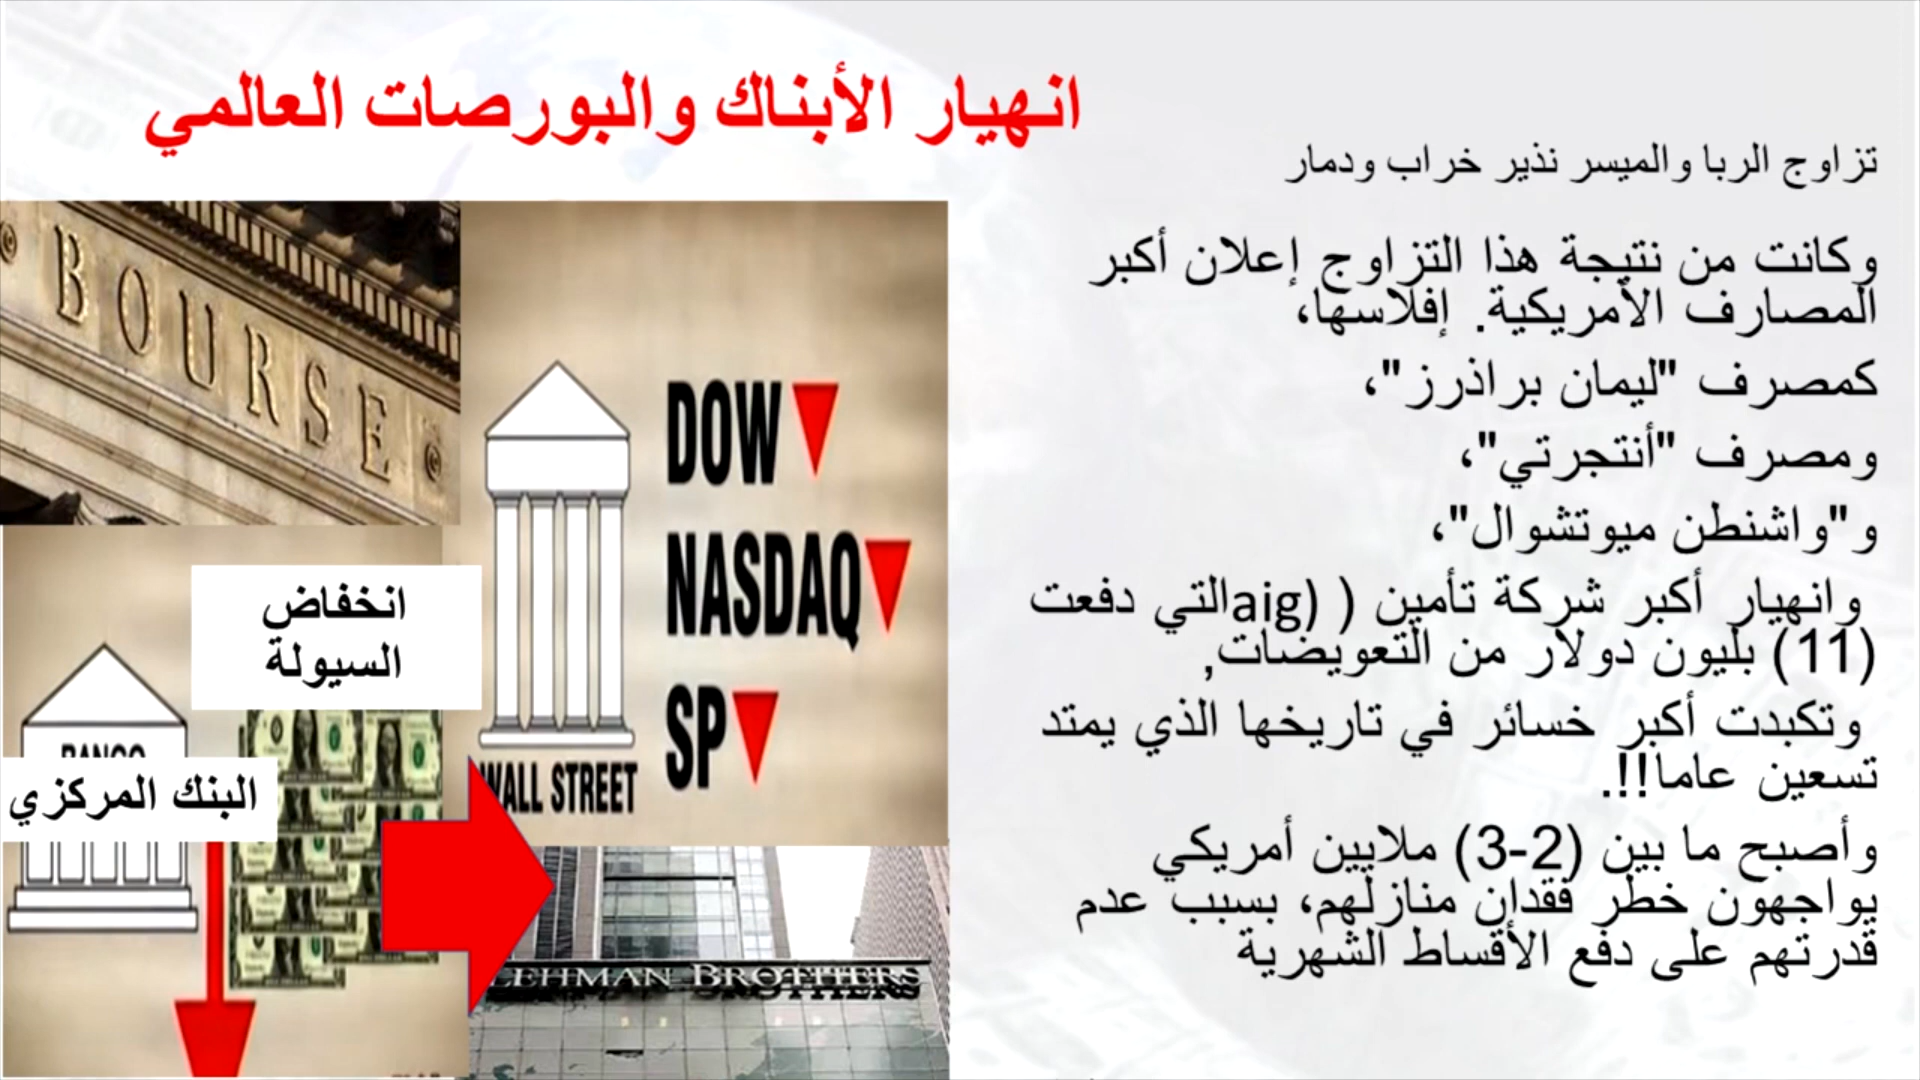 انهيار الأبناك والبورصات العالمي
تزاوج الربا والميسر نذير خراب ودمار
وكانت من نتيجة هذا التزاوج إعلان أكبر
المصارف الأمريكية. إفلاسها،
كمصرف "ليمان براذرز"،
ومصرف "أنتجرتي"،
و"واشنطن ميوتشوال"،
وانهيار أكبر شركة تأمين ( (aigالتي دفعت
(11) بليون دولار من التعويضات,
وتكبدت أكبر خسائر في تاريخها الذي يمتد
تسعين عاما!!.
وأصبح ما بين (2-3) ملايين أمريكي
يواجهون خطر فقدان منازلهم، بسبب عدم
قدرتهم على دفع الأقساط الشهرية
BOURSE
DOW
NASDAQ
SP
WALL STREET
انخفاض
السيولة
البنك المركزي
LEHMAN BROTHERS